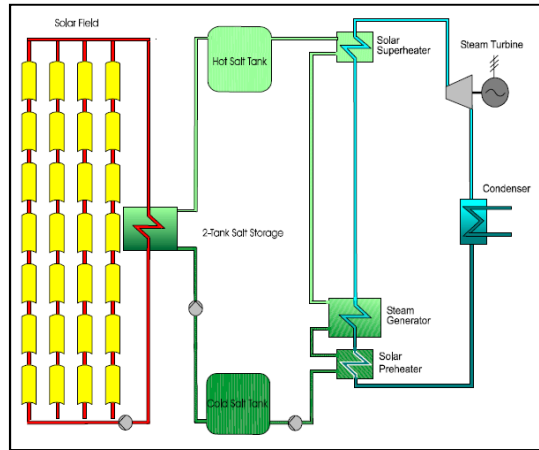 Solar Field
Hot Salt Tank
Solar
Superheater
Steam Turbine
Condenser
2-Tank Salt Storage
Steam
Generator
Solar
Preheater
Cold Salt Tank